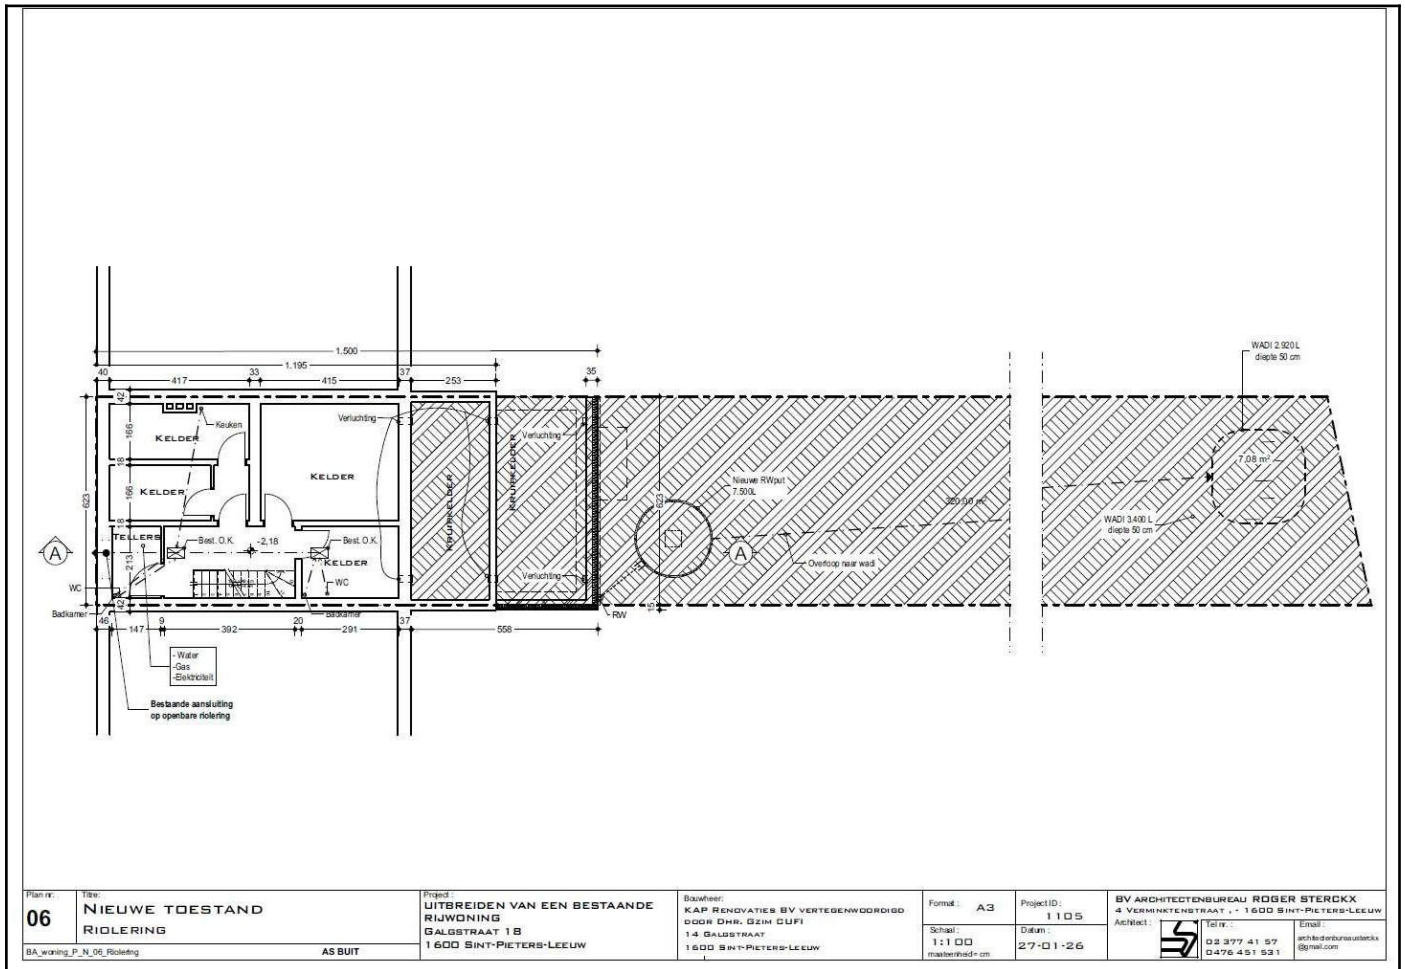 WADI 2.920 L
diepte 50 cm
1.500
1.195
40
417
33
415
37
253
35
42
166
18
166
18
213
42
623
Keuken
KELDER
KELDER
KELDER
KELDER
TELLERS
Best. O.K.
-2,18
Best. O.K.
Verluchting
Verluchting
Verluchting
KRUIPKELDER
KRUIPKELDER
Nieuwe RWput
7.500L
623
320.00 m²
7.08 m²
WADI 3.400 L
diepte 50 cm
Overloop naar wadi
A
A
WC
WC
Badkamer
Badkamer
RW
15
46
147
9
392
20
291
37
558
- Water
-Gas
-Elektriciteit
Bestaande aansluiting
op openbare riolering
Plan nr.
06
Titre:
NIEUWE TOESTAND
RIOLERING
BA_woning_P_N_06_Riolering
AS BUIT
Project :
UITBREIDEN VAN EEN BESTAANDE
RIJWONING
GALGSTRAAT 18
1600 SINT-PIETERS-LEEUW
Bouwheer:
KAP RENOVATIES BV VERTEGENWOORDIGD
DOOR DHR. GZIM CUFI
14 GALGSTRAAT
1600 SINT-PIETERS-LEEUW
Format : A3
Schaal :
1:100
maateenheid = cm
Project ID :
1105
Datum :
27-01-26
BV ARCHITECTENBUREAU ROGER STERCKX
4 VERMINKTENSTRAAT , - 1600 SINT-PIETERS-LEEUW
Architect :
Tel nr. :
02 377 41 57
0476 451 531
Email :
architectenbureausterckx
@gmail.com